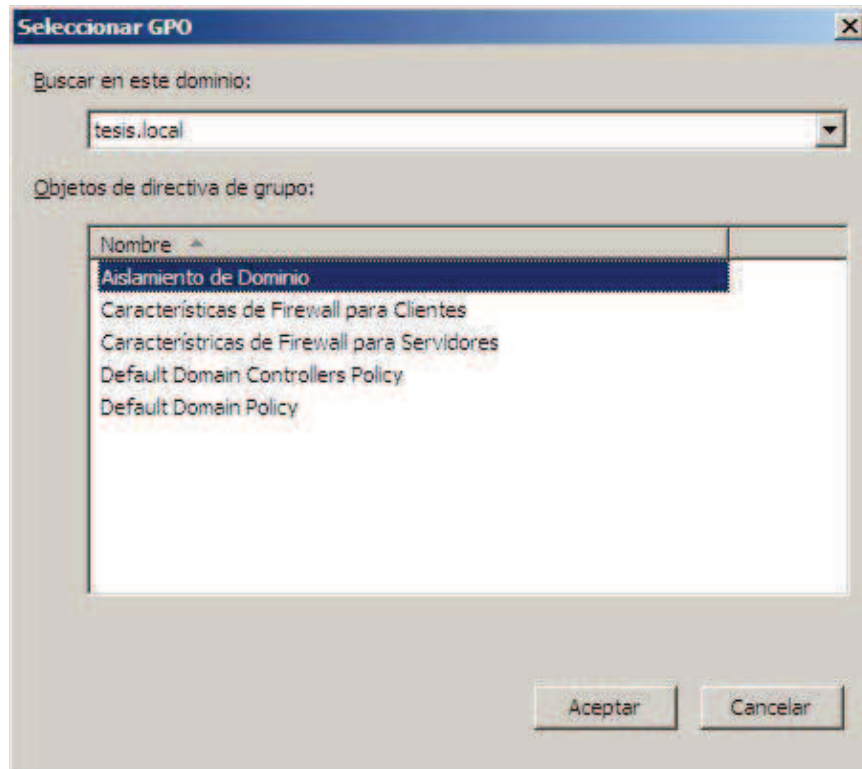 Seleccionar GPO
Buscar en este dominio:
tesis.local
Objetos de directiva de grupo:
Nombre
Aislamiento de Dominio
Características de Firewall para Clientes
Característricas de Firewall para Servidores
Default Domain Controllers Policy
Default Domain Policy
Aceptar Cancelar